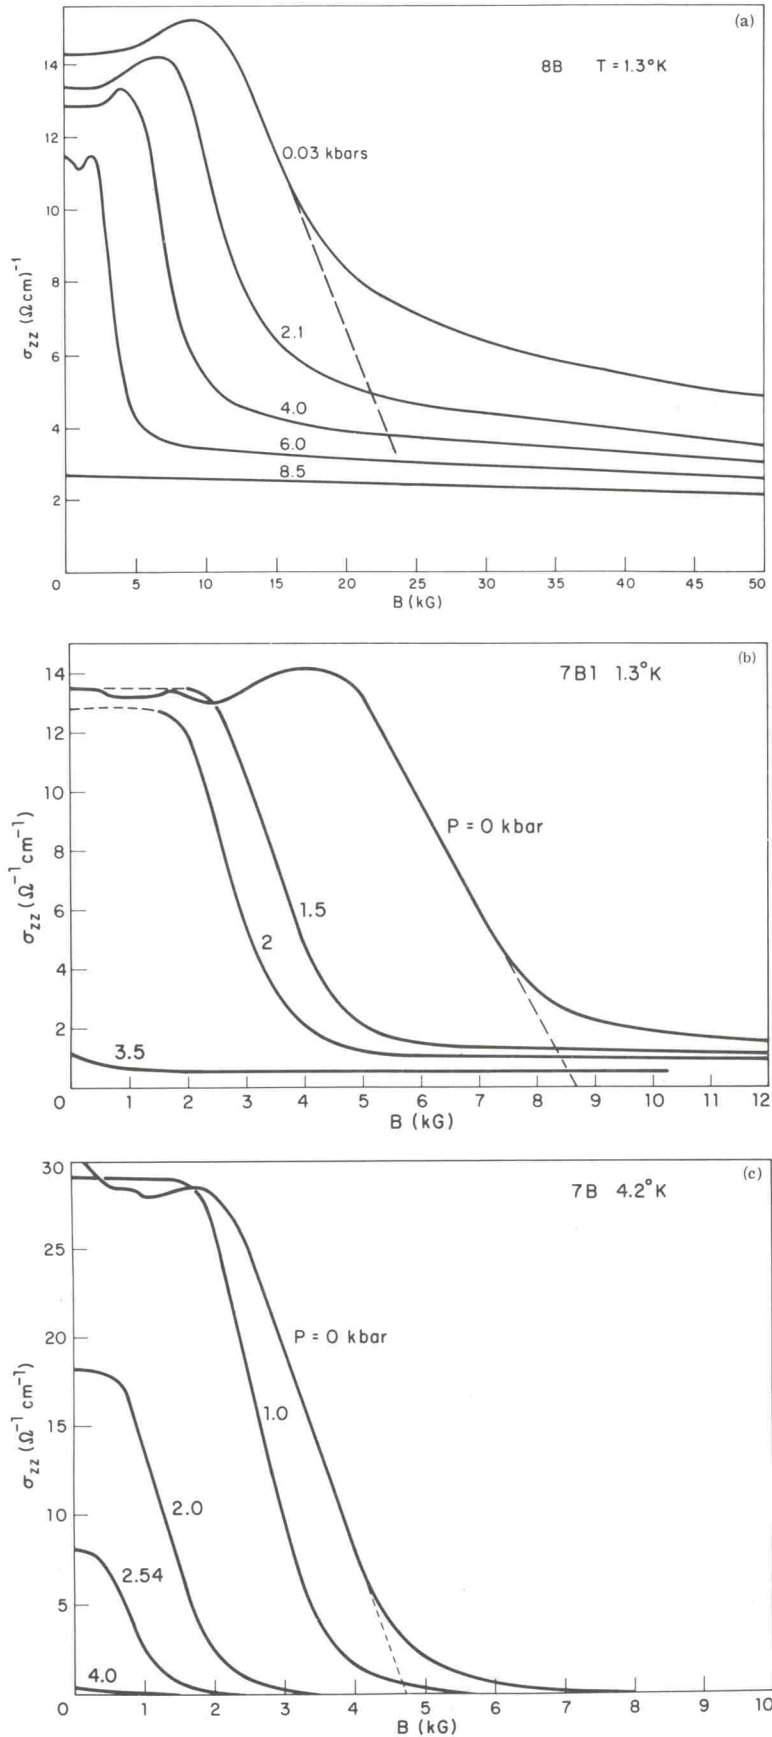 (a)
8B T = 1.3°K
0.03 kbars
2.1
4.0
6.0
8.5
14
12
10
8
6
4
2
σzz (Ωcm)⁻¹
0 5 10 15 20 25 30 35 40 45 50
B (kG)
(b)
7B1 1.3°K
P = 0 kbar
1.5
2
3.5
14
12
10
8
6
4
2
0
σzz (Ω⁻¹ cm⁻¹)
1 2 3 4 5 6 7 8 9 10 11 12
B (kG)
(c)
7B 4.2°K
P = 0 kbar
1.0
2.0
2.54
4.0
30
25
20
15
10
5
0
σzz (Ω⁻¹ cm⁻¹)
1 2 3 4 5 6 7 8 9 10
B (kG)